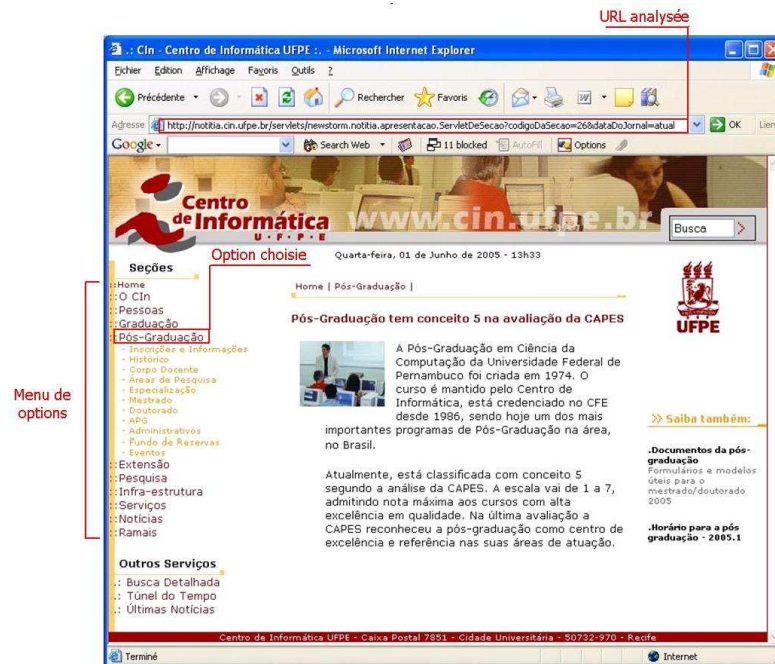 URL analysée
.: CIn - Centro de Informática UFPE :. - Microsoft Internet Explorer
Fichier Edition Affichage Favoris Outils ?
Précédente Rechercher Favoris
Adresse http://notitia.cin.ufpe.br/servlets/newstorm.notitia.apresentacao.ServletDeSecao?codigoDaSecao=26&dataDoJornal=atual OK Lien
Google Search Web 11 blocked AutoFill Options
Centro
de Informática
U·F·P·E
www.cin.ufpe.br
Busca
Option choisie
Quarta-feira, 01 de Junho de 2005 - 13h33
Seções
::Home
::O CIn
::Pessoas
::Graduação
::Pós-Graduação
- Inscrições e Informações
- Histórico
- Corpo Docente
- Áreas de Pesquisa
- Especialização
- Mestrado
- Doutorado
- APG
- Administrativos
- Fundo de Reservas
- Eventos
::Extensão
::Pesquisa
::Infra-estrutura
::Serviços
::Notícias
::Ramais
Menu de
options
Outros Serviços
.: Busca Detalhada
.: Túnel do Tempo
.: Últimas Notícias
Home | Pós-Graduação |
Pós-Graduação tem conceito 5 na avaliação da CAPES
A Pós-Graduação em Ciência da
Computação da Universidade Federal de
Pernambuco foi criada em 1974. O
curso é mantido pelo Centro de
Informática, está credenciado no CFE
desde 1986, sendo hoje um dos mais
importantes programas de Pós-Graduação na área,
no Brasil.
Atualmente, está classificada com conceito 5
segundo a análise da CAPES. A escala vai de 1 a 7,
admitindo nota máxima aos cursos com alta
excelência em qualidade. Na última avaliação a
CAPES reconheceu a pós-graduação como centro de
excelência e referência nas suas áreas de atuação.
UFPE
>> Saiba também:
.Documentos da pós-
graduação
Formulários e modelos
úteis para o
mestrado/doutorado
2005
.Horário para a pós
graduação - 2005.1
Centro de Informática UFPE - Caixa Postal 7851 - Cidade Universitária - 50732-970 - Recife
Terminé Internet